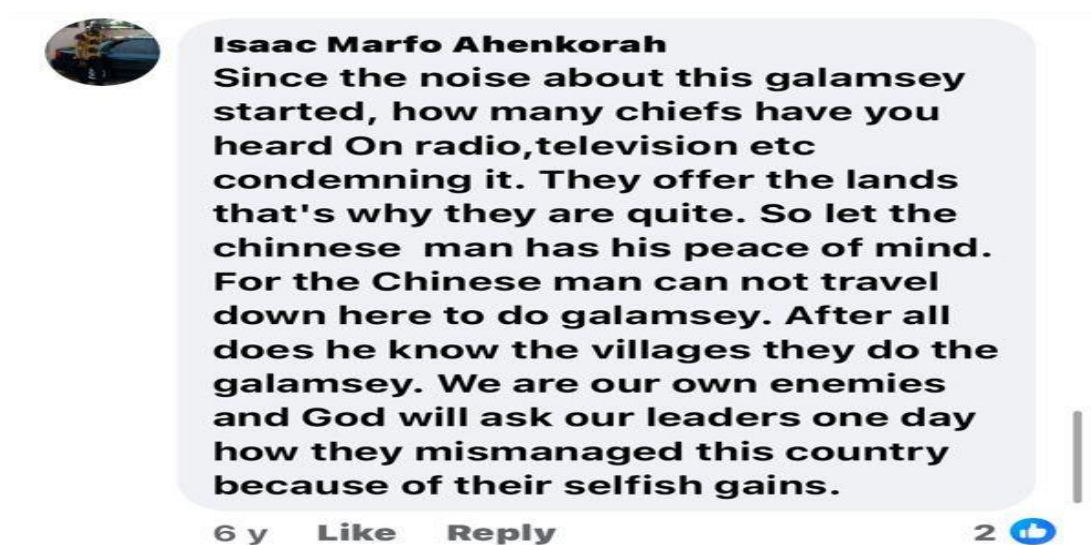 Isaac Marfo Ahenkorah
Since the noise about this galamsey
started, how many chiefs have you
heard On radio,television etc
condemning it. They offer the lands
that's why they are quite. So let the
chinnese  man has his peace of mind.
For the Chinese man can not travel
down here to do galamsey. After all
does he know the villages they do the
galamsey. We are our own enemies
and God will ask our leaders one day
how they mismanaged this country
because of their selfish gains.
6 y Like Reply 2